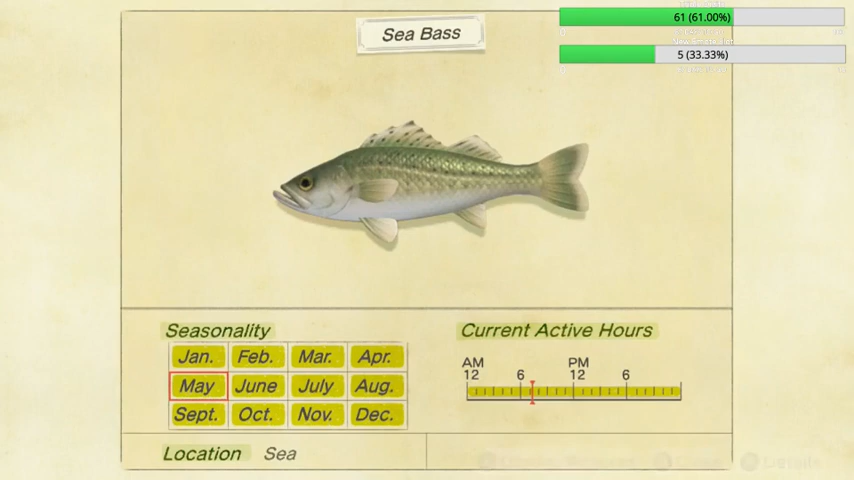 Sea Bass
61 (61.00%)
5 (33.33%)
Seasonality
Jan. Feb. Mar. Apr.
May June July Aug.
Sept. Oct. Nov. Dec.
Current Active Hours
AM PM
12 6 12 6
Location Sea